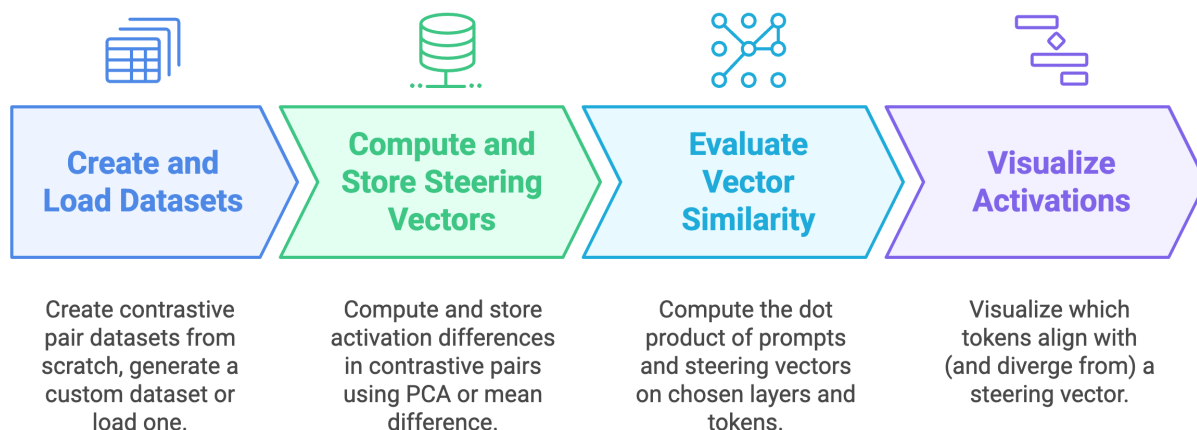 Create and
Load Datasets
Compute and
Store Steering
Vectors
Evaluate
Vector
Similarity
Visualize
Activations
Create contrastive
pair datasets from
scratch, generate a
custom dataset or
load one.
Compute and store
activation differences
in contrastive pairs
using PCA or mean
difference.
Compute the dot
product of prompts
and steering vectors
on chosen layers and
tokens.
Visualize which
tokens align with
(and diverge from) a
steering vector.